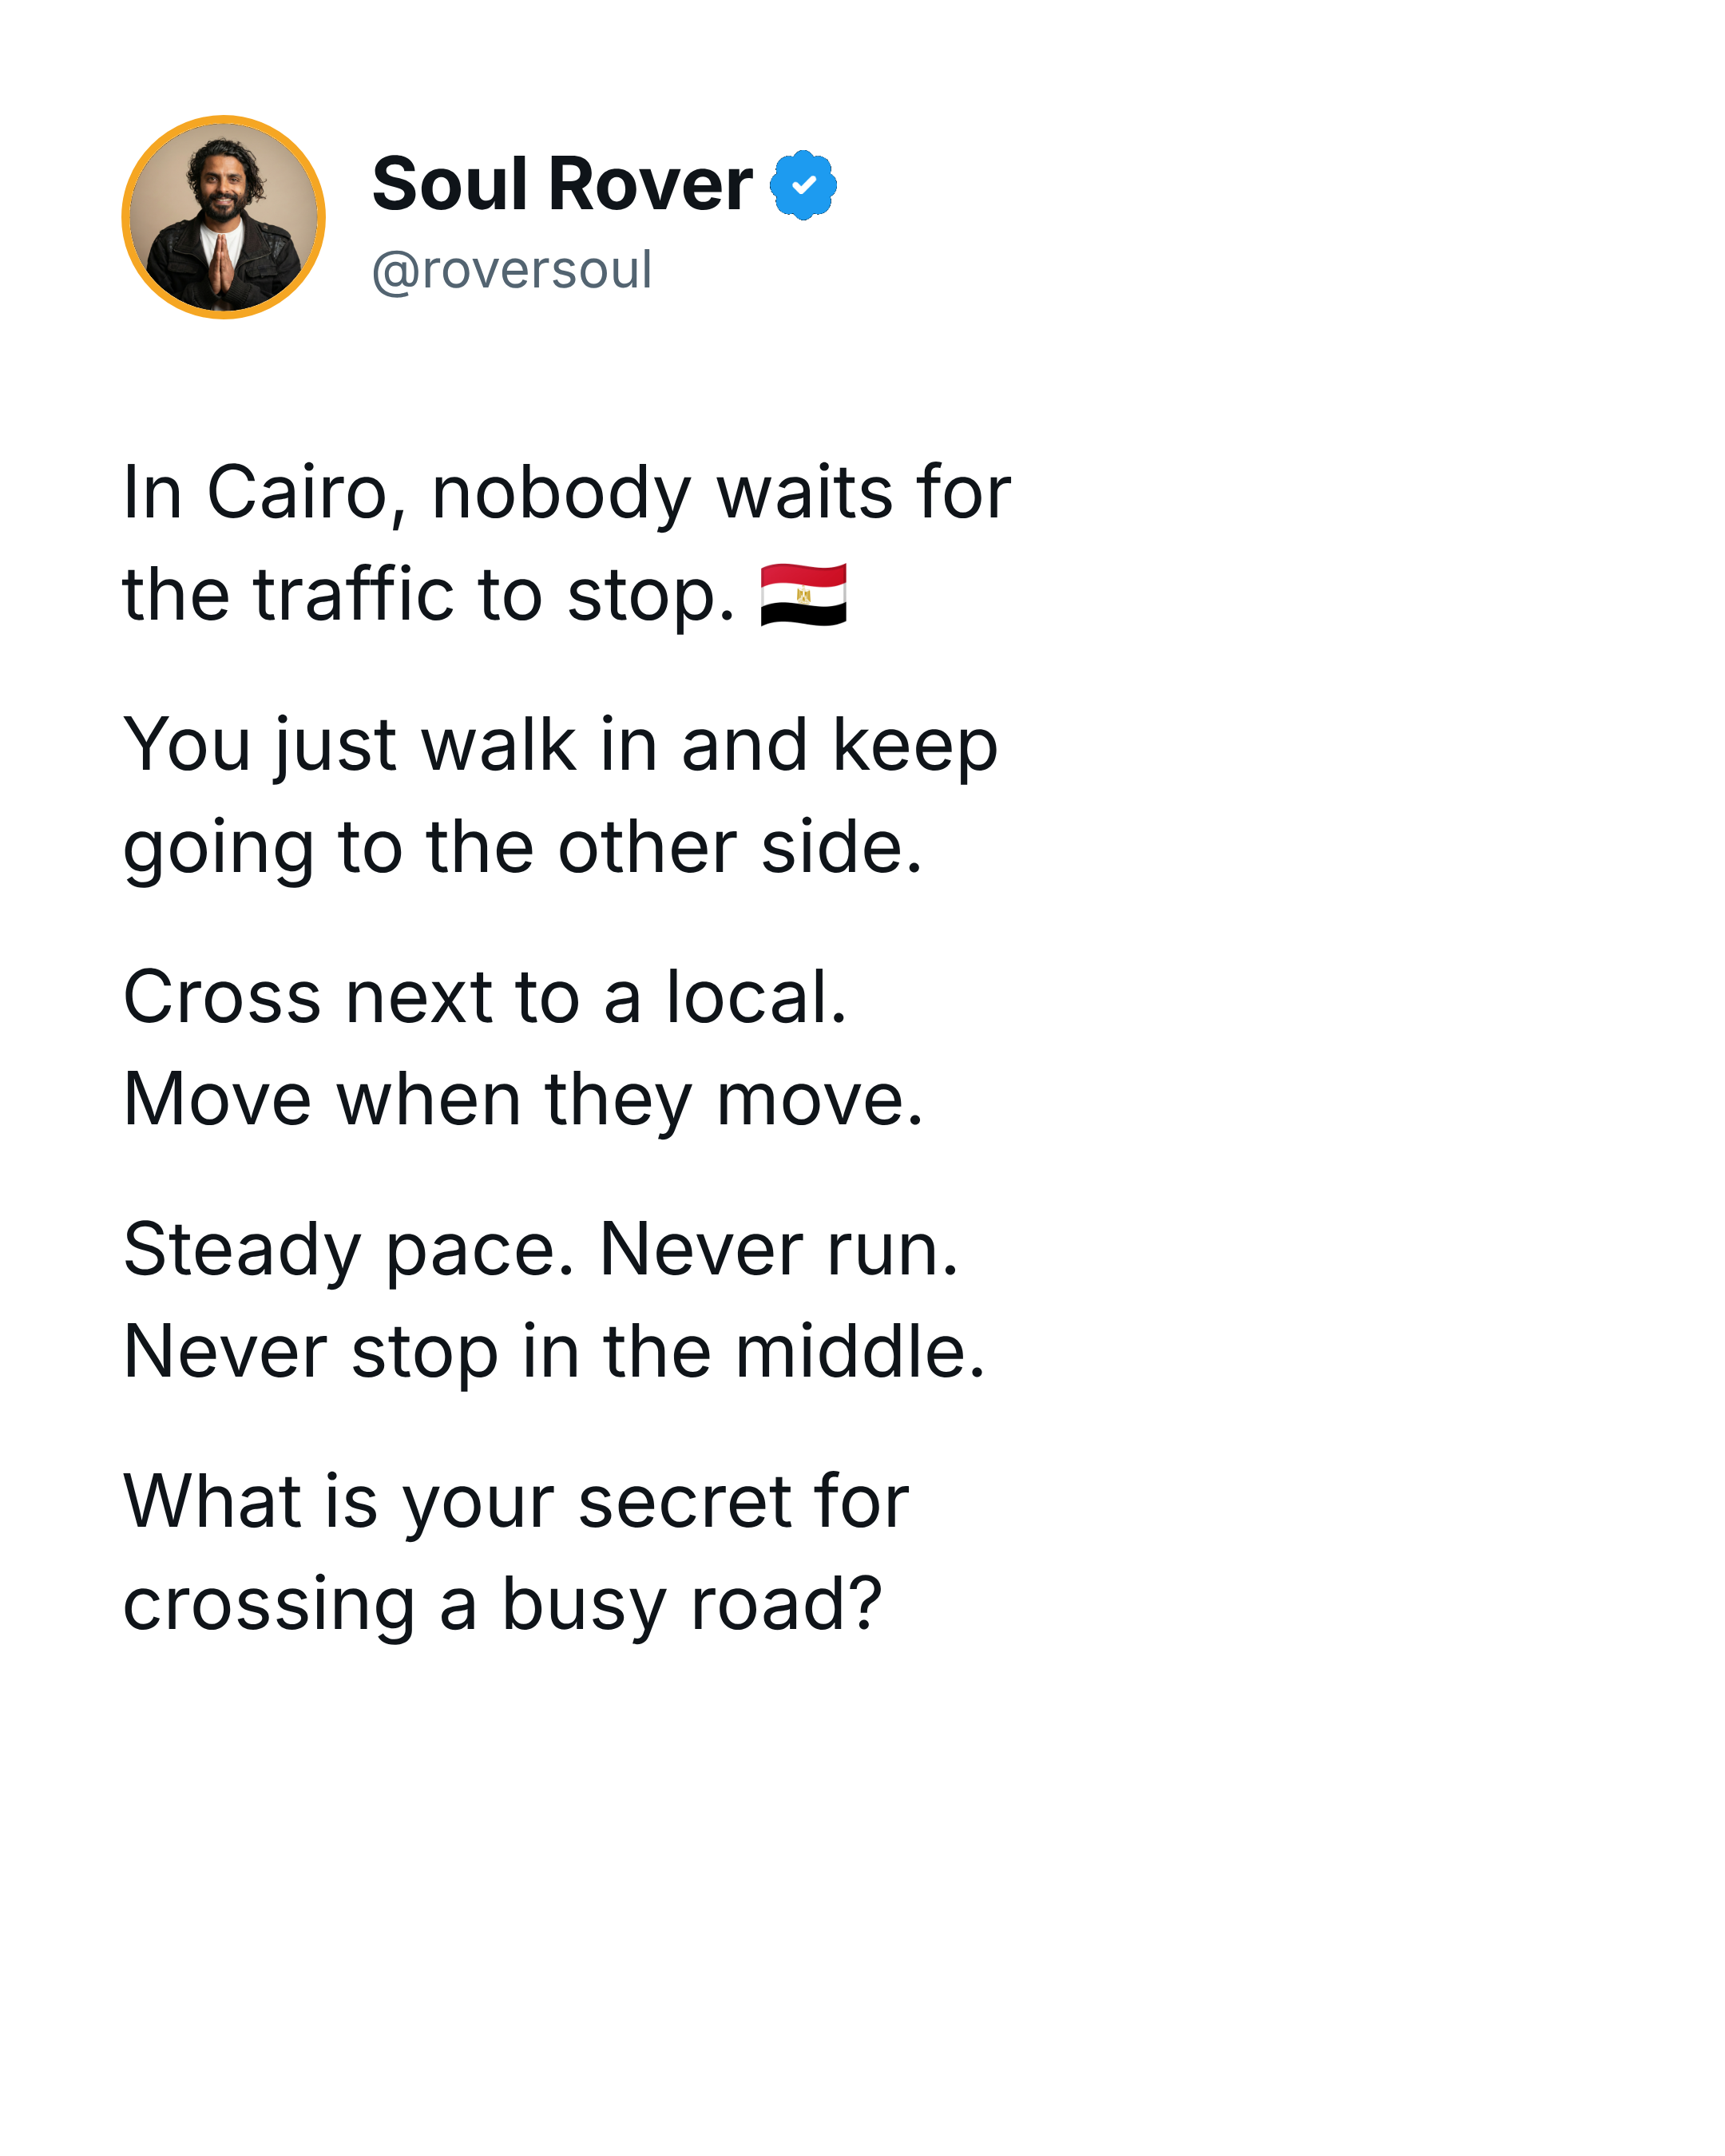 Soul Rover
@roversoul
In Cairo, nobody waits for
the traffic to stop. 🇪🇬
You just walk in and keep
going to the other side.
Cross next to a local.
Move when they move.
Steady pace. Never run.
Never stop in the middle.
What is your secret for
crossing a busy road?